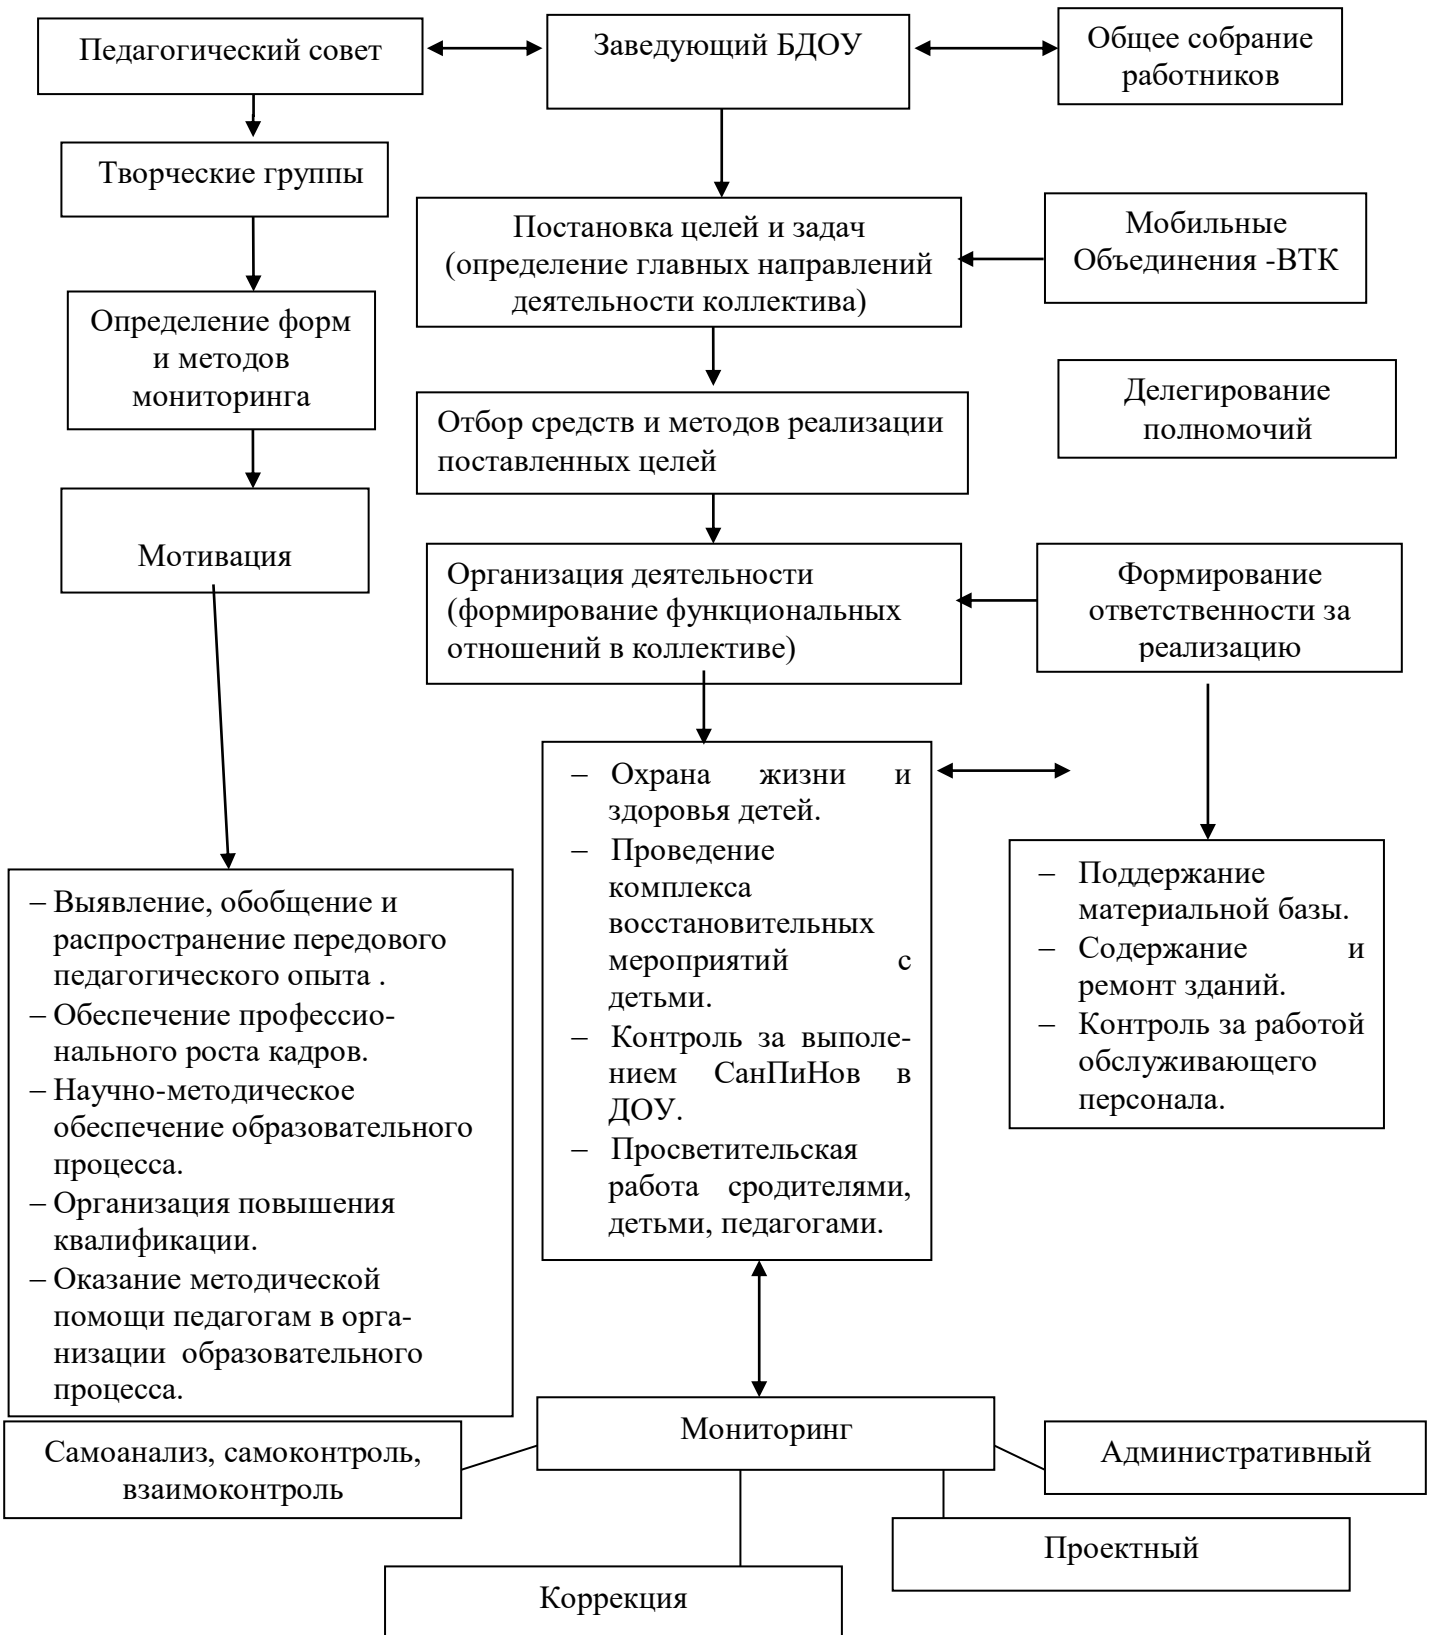 Педагогический совет
Заведующий БДОУ
Общее собрание
работников
Творческие группы
Постановка целей и задач
(определение главных направлений
деятельности коллектива)
Мобильные
Объединения -ВТК
Определение форм
и методов
мониторинга
Отбор средств и методов реализации
поставленных целей
Делегирование
полномочий
Мотивация
Организация деятельности
(формирование функциональных
отношений в коллективе)
Формирование
ответственности за
реализацию
– Охрана жизни и
здоровья детей.
– Проведение
комплекса
восстановительных
мероприятий с
детьми.
– Контроль за выполе-
нием СанПиНов в
ДОУ.
– Просветительская
работа сродителями,
детьми, педагогами.
– Поддержание
материальной базы.
– Содержание и
ремонт зданий.
– Контроль за работой
обслуживающего
персонала.
– Выявление, обобщение и
распространение передового
педагогического опыта .
– Обеспечение профессио-
нального роста кадров.
– Научно-методическое
обеспечение образовательного
процесса.
– Организация повышения
квалификации.
– Оказание методической
помощи педагогам в орга-
низации образовательного
процесса.
Мониторинг
Самоанализ, самоконтроль,
взаимоконтроль
Административный
Проектный
Коррекция